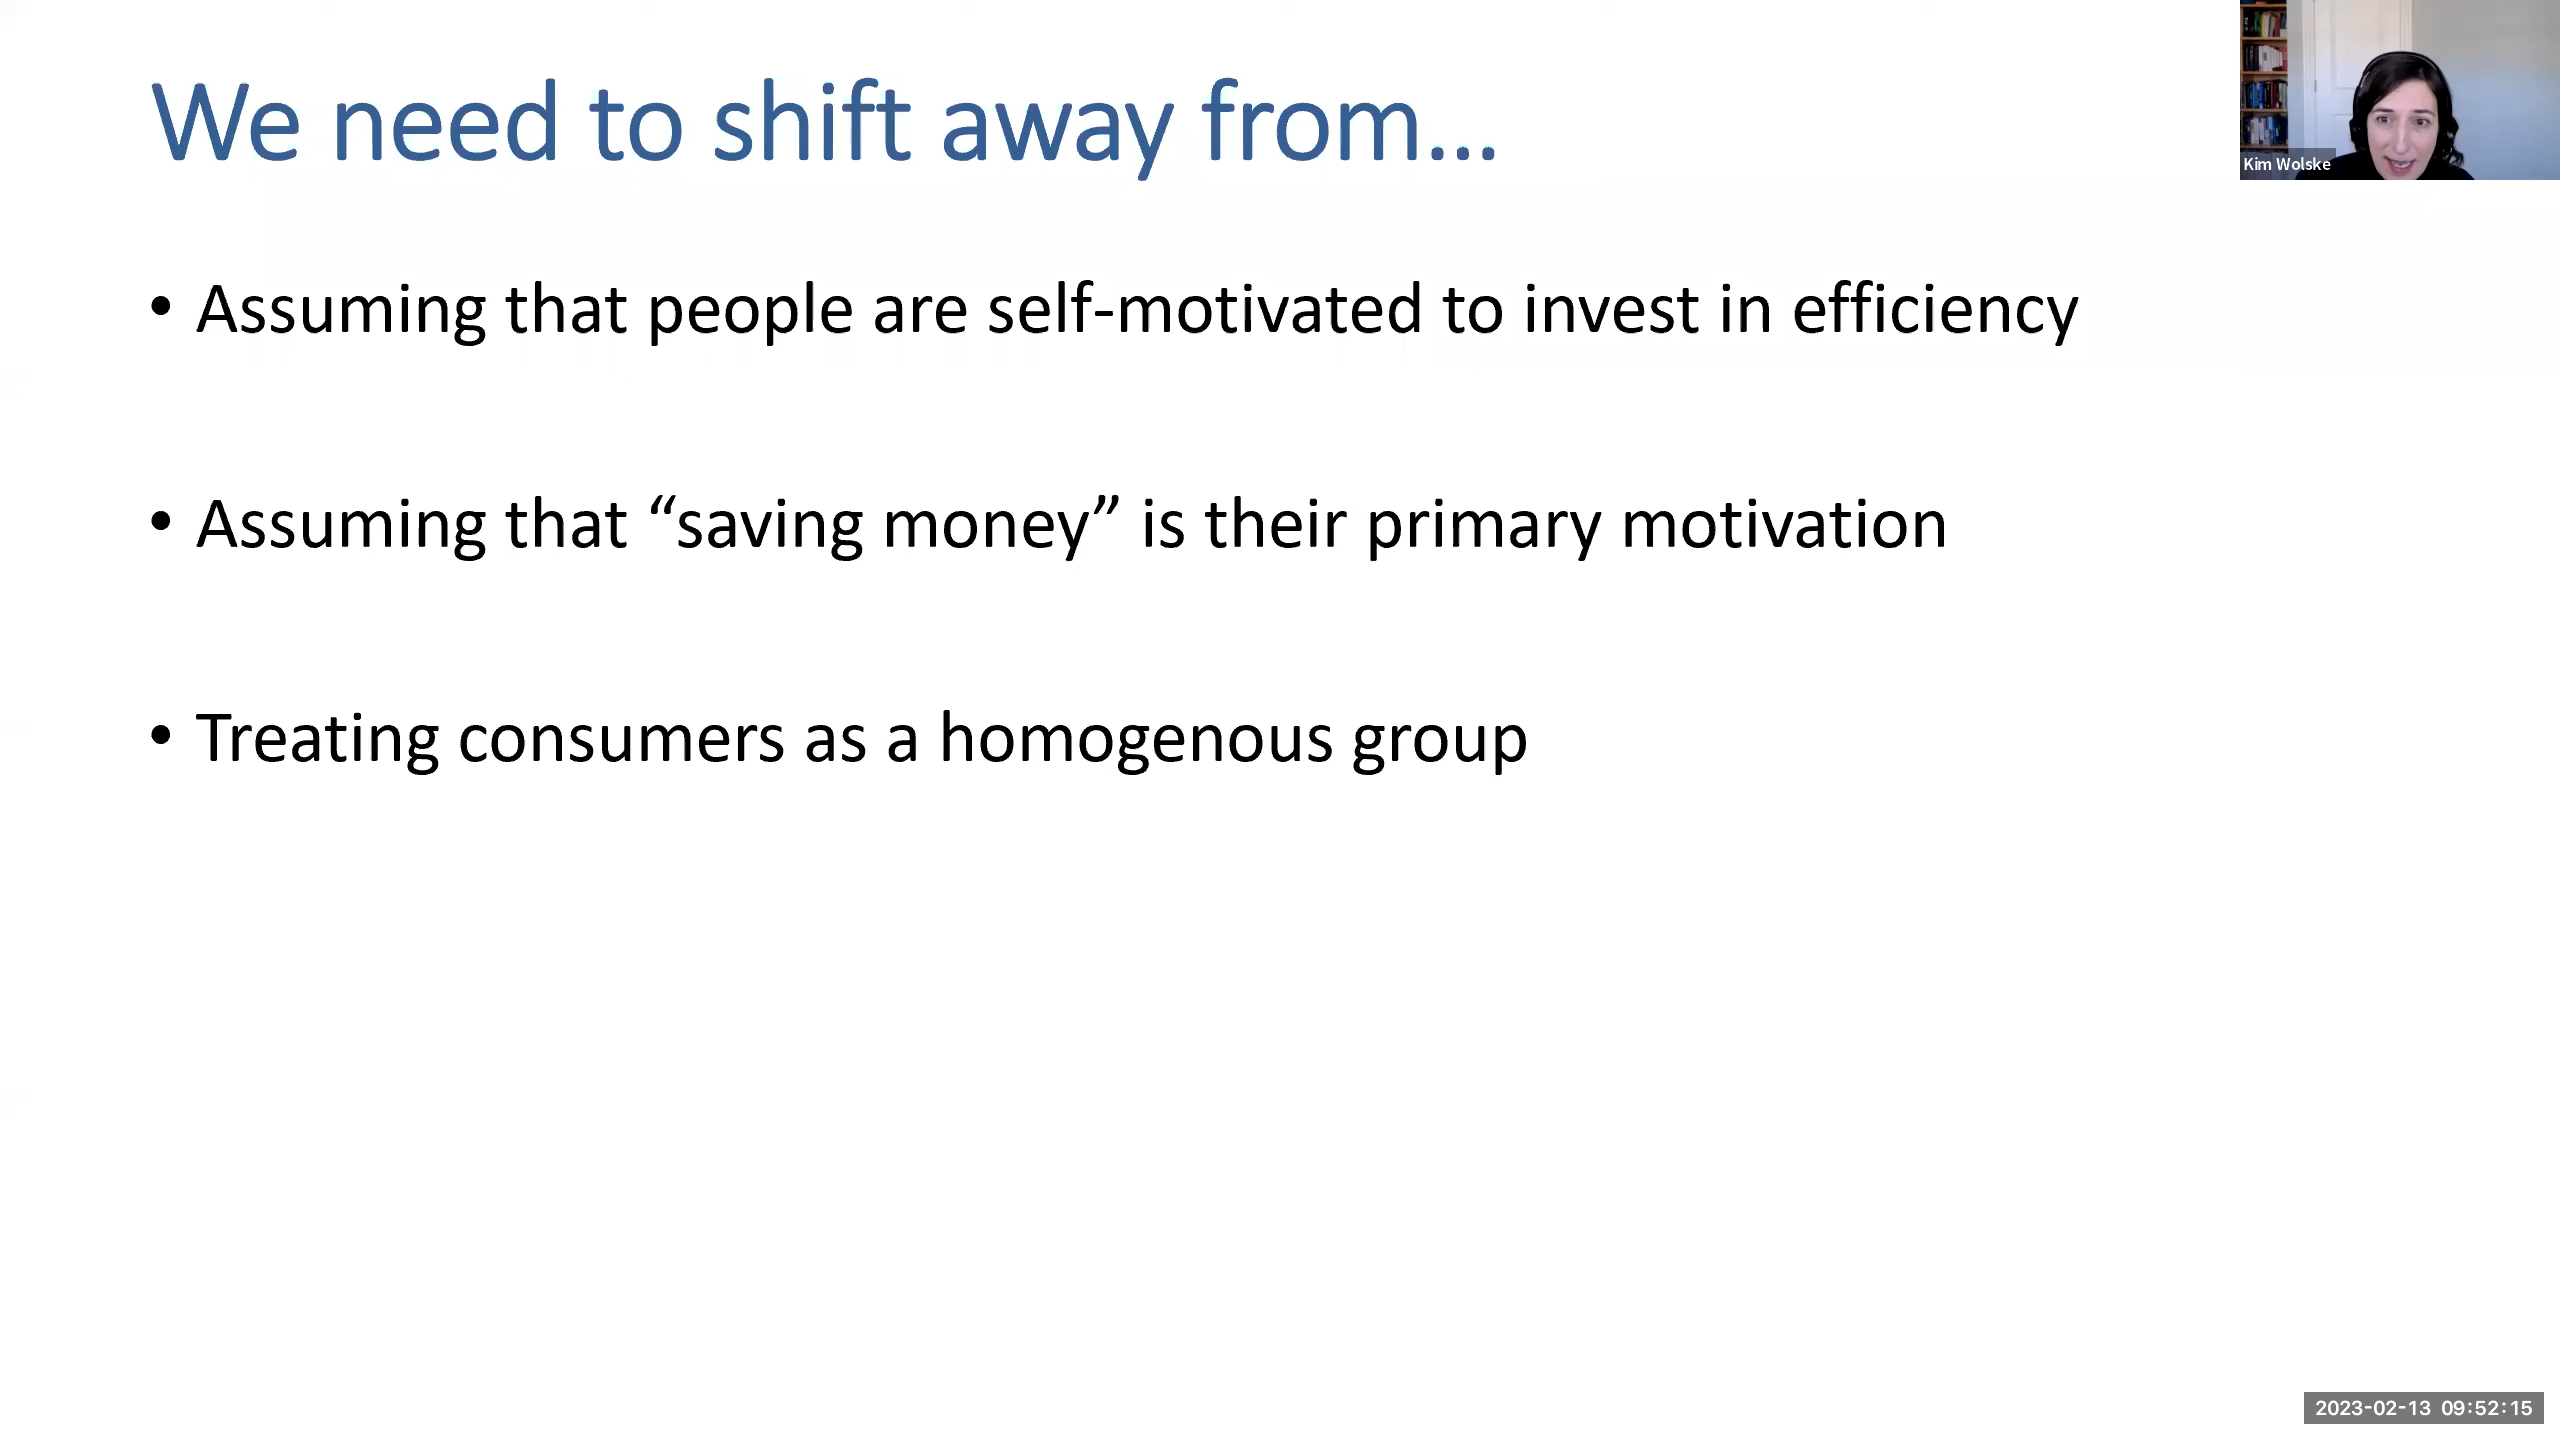 We need to shift away from...
Kim Wolske
• Assuming that people are self-motivated to invest in efficiency
• Assuming that “saving money” is their primary motivation
• Treating consumers as a homogenous group
2023-02-13 09:52:15